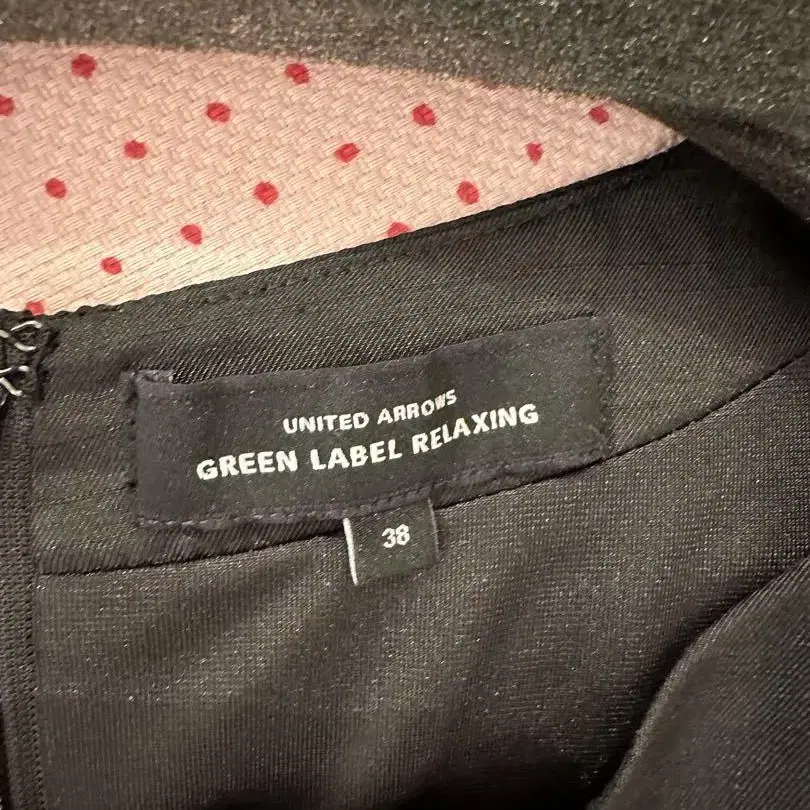 UNITED ARROWS
GREEN LABEL RELAXING
38